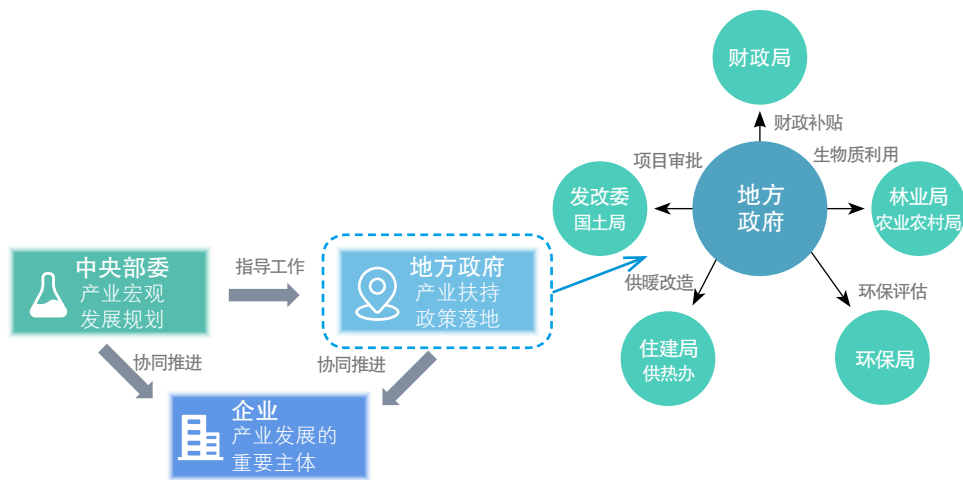 财政局
财政补贴
项目审批
生物质利用
发改委
国土局
地方
政府
林业局
农业农村局
中央部委
产业宏观
发展规划
指导工作
地方政府
产业扶持
政策落地
供暖改造
环保评估
住建局
供热办
环保局
协同推进
协同推进
企业
产业发展的
重要主体